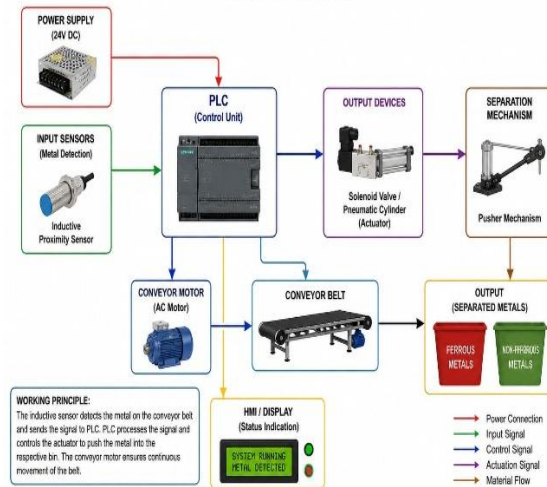 POWER SUPPLY
(24V DC)
PLC
(Control Unit)
OUTPUT DEVICES
SEPARATION
MECHANISM
INPUT SENSORS
(Metal Detection)
Inductive
Proximity Sensor
Solenoid Valve /
Pneumatic Cylinder
(Actuator)
Pusher Mechanism
CONVEYOR MOTOR
(AC Motor)
CONVEYOR BELT
OUTPUT
(SEPARATED METALS)
FERROUS
METALS
METALS
WORKING PRINCIPLE:
The inductive sensor detects the metal on the conveyor belt
and sends the signal to PLC. PLC processes the signal and
controls the actuator to push the metal into the
respective bin. The conveyor motor ensures continuous
movement of the belt.
HMI / DISPLAY
(Status Indication)
SYSTEM RUNNING
METAL DETECTED
Power Connection
Input Signal
Control Signal
Actuation Signal
Material Flow